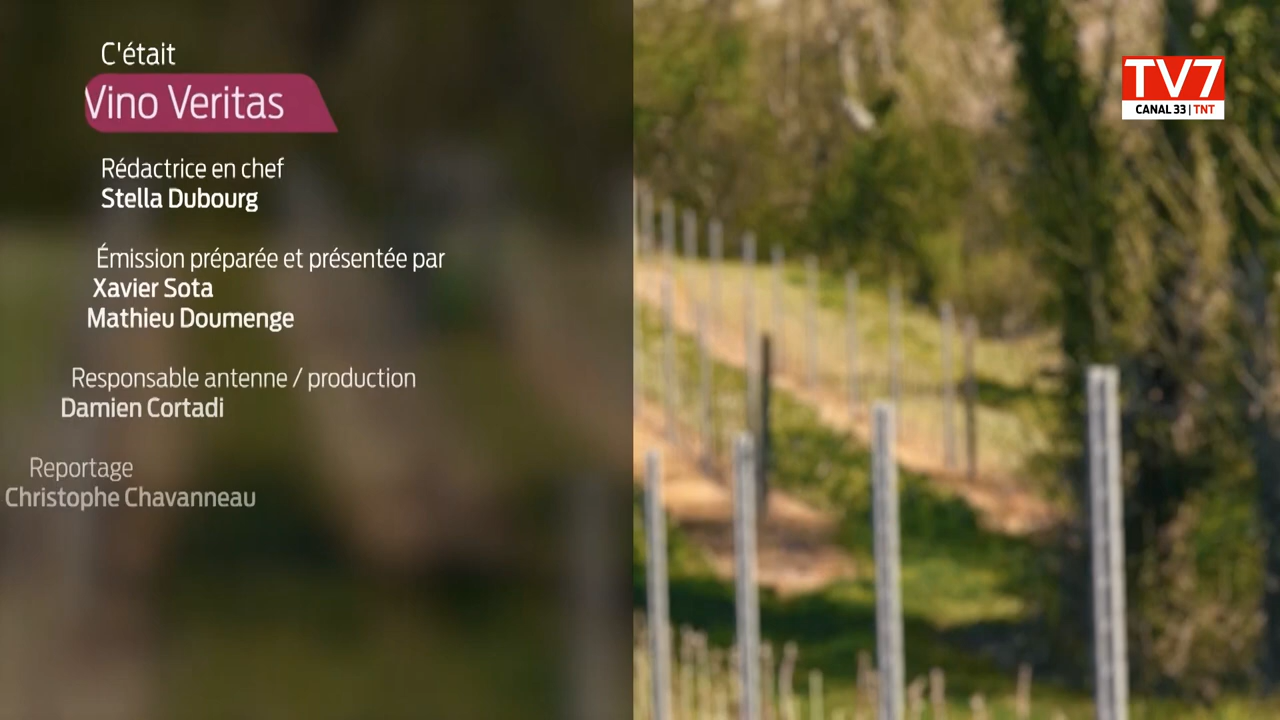 C'était
Vino Veritas
Rédactrice en chef
Stella Dubourg
Émission préparée et présentée par
Xavier Sota
Mathieu Doumenge
Responsable antenne / production
Damien Cortadi
Reportage
Christophe Chavanneau
TV7
CANAL 33 | TNT